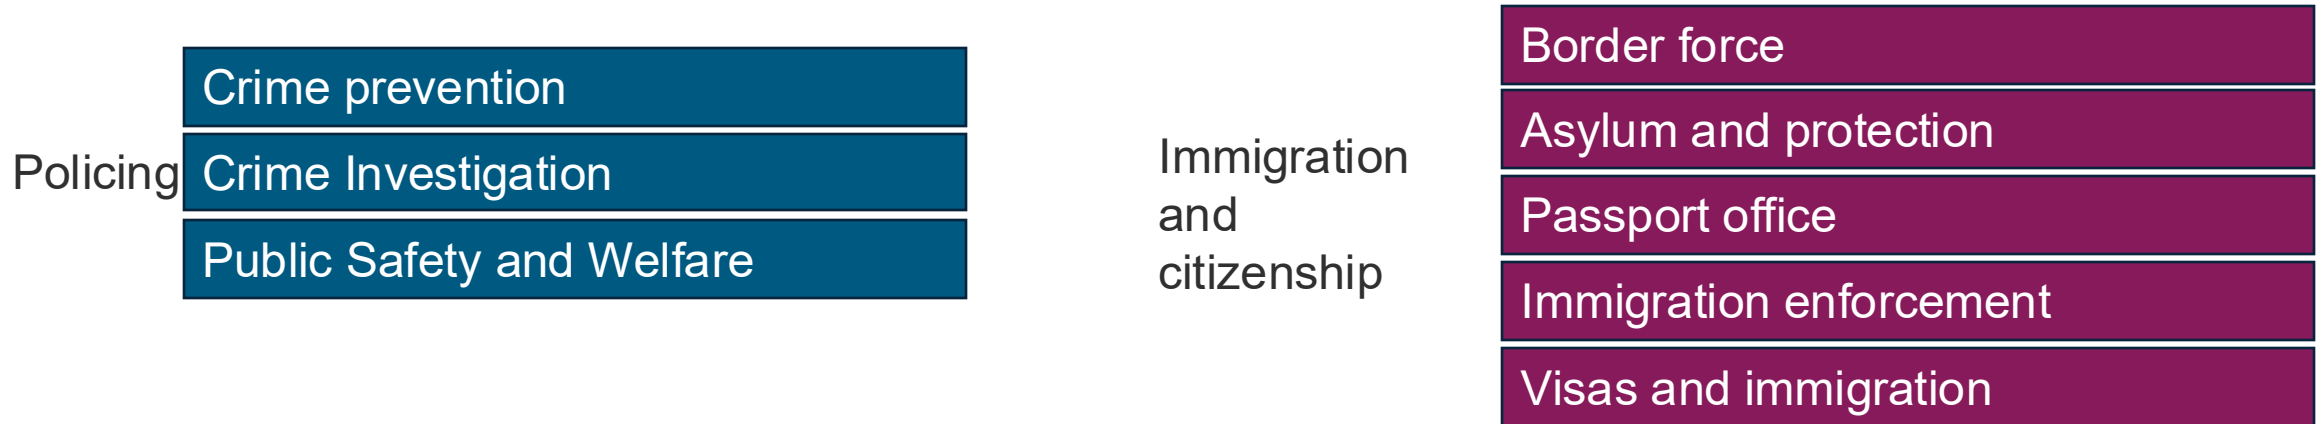 Policing
Crime prevention
Crime Investigation
Public Safety and Welfare
Immigration
and
citizenship
Border force
Asylum and protection
Passport office
Immigration enforcement
Visas and immigration